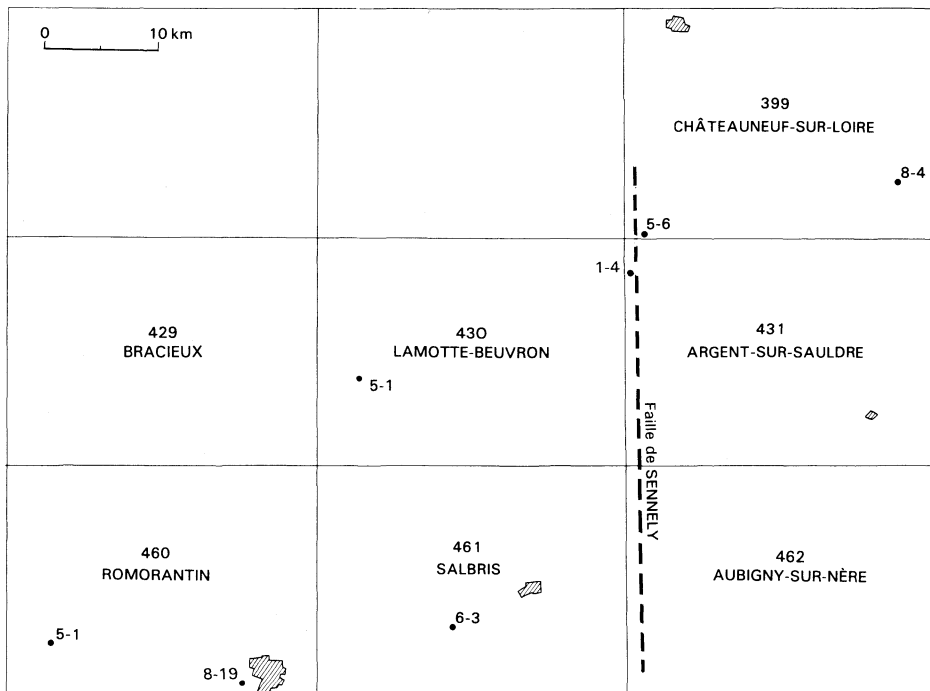 0 10 km
399
CHÂTEAUNEUF-SUR-LOIRE
8-4
5-6
1-4
429
BRACIEUX
430
LAMOTTE-BEUVRON
431
ARGENT-SUR-SAULDRE
5-1
Faille de SENNELY
460
ROMORANTIN
461
SALBRIS
462
AUBIGNY-SUR-NÈRE
5-1
6-3
8-19